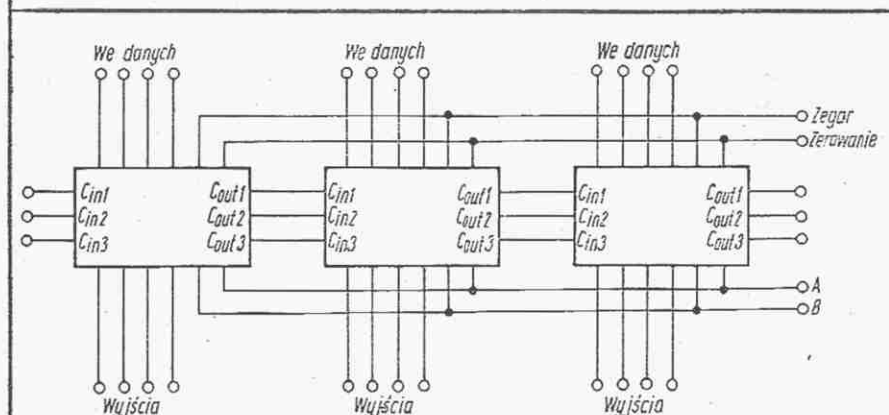 We danych
We danych
We danych
Zegar
Zerowanie
Cin1
Cin2
Cin3
Cout1
Cout2
Cout3
Cin1
Cin2
Cin3
Cout1
Cout2
Cout3
Cin1
Cin2
Cin3
Cout1
Cout2
Cout3
A
B
Wyjścia
Wyjścia
Wyjścia